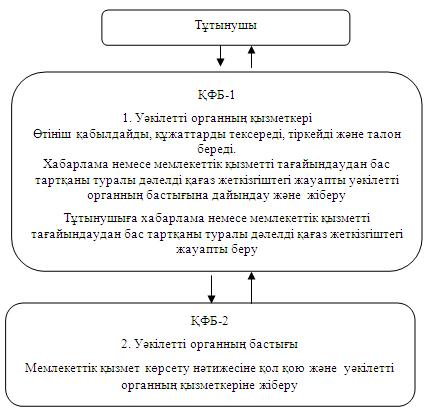 Тұтынушы
ҚФБ-1
1. Уәкілетті органның қызметкері
Өтініш қабылдайды, құжаттарды тексереді, тіркейді және талон
береді.
Хабарлама немесе мемлекеттік қызметті тағайындаудан бас
тартқаны туралы дәлелді қағаз жеткізгіштегі жауапты уәкілетті
органның бастығына дайындау және жіберу
Тұтынушыға хабарлама немесе мемлекеттік қызметті
тағайындаудан бас тартқаны туралы дәлелді қағаз жеткізгіштегі
жауапты беру
ҚФБ-2
2. Уәкілетті органның бастығы
Мемлекеттік қызмет көрсету нәтижесіне қол қою және уәкілетті
органның қызметкеріне жіберу